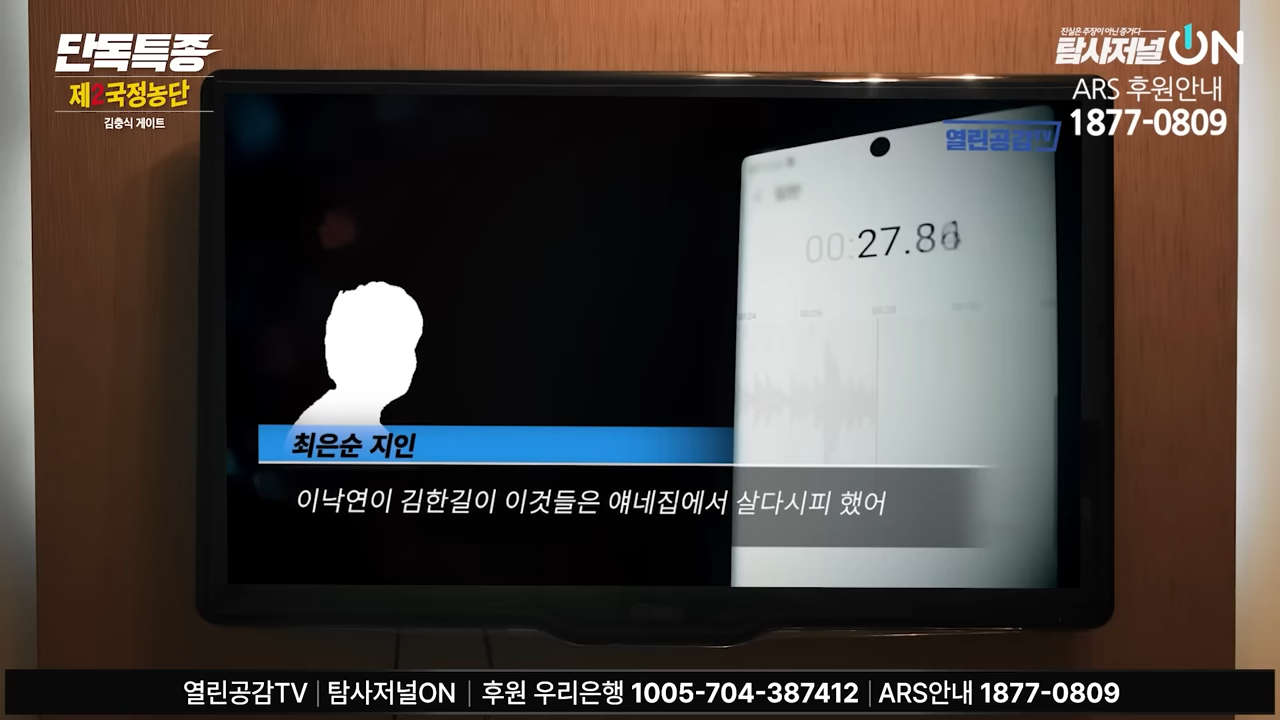 단독특종
제2국정농단
김충식 게이트
진실은 주장이 아닌 증거다
탐사저널ON
ARS 후원안내
1877-0809
열린공감TV
00:27.8
최은순 지인
이낙연이 김한길이 이것들은 얘네집에서 살다시피 했어
열린공감TV | 탐사저널ON | 후원 우리은행 1005-704-387412 | ARS안내 1877-0809